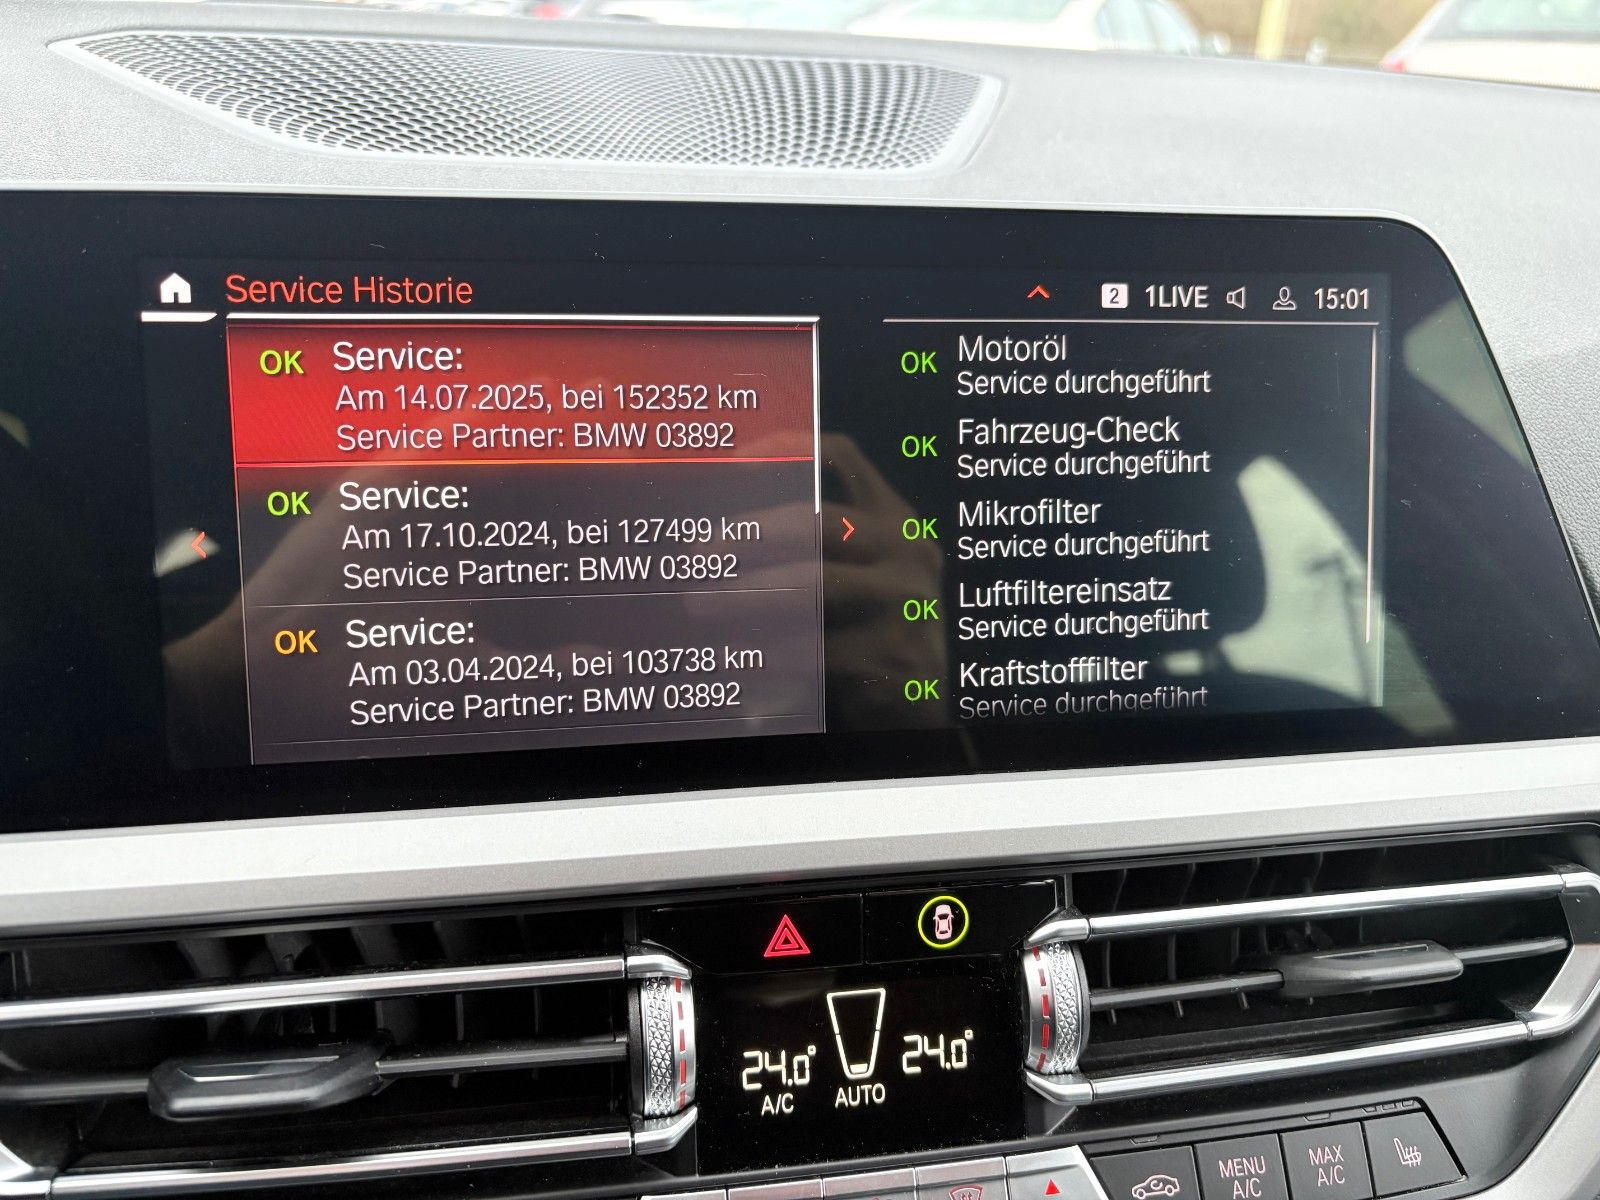 Service Historie
2 1LIVE 15:01
OK Service:
Am 14.07.2025, bei 152352 km
Service Partner: BMW 03892
OK Service:
Am 17.10.2024, bei 127499 km
Service Partner: BMW 03892
OK Service:
Am 03.04.2024, bei 103738 km
Service Partner: BMW 03892
OK Motoröl
Service durchgeführt
OK Fahrzeug-Check
Service durchgeführt
OK Mikrofilter
Service durchgeführt
OK Luftfiltereinsatz
Service durchgeführt
OK Kraftstofffilter
Service durchgeführt
24.0° 24.0°
A/C AUTO
MENU A/C
MAX A/C